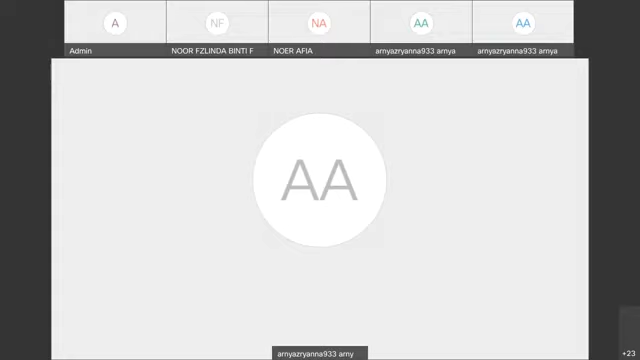 A
NF
NA
AA
AA
Admin
NOOR FZLINDA BINTI F
NOER AFIA
arnyazryanna933 arnya
arnyazryanna933 arnya
AA
arnyazryanna933 arny
+23